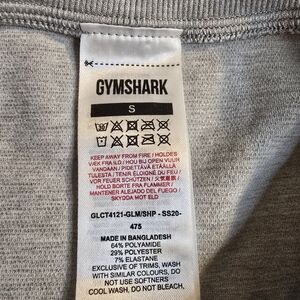 GYMSHARK
S
KEEP AWAY FROM FIRE / HOLDES
VEK FRA ILD / HOU BIJ OPEN VUUR
VANDAAN / PIDETTÄVÄ ETÄÄLLÄ
TULESTA / TENIR ÉLOIGNÉ DU FEU /
VOR FEUER SCHÜTZEN / 火気厳禁 /
HOLD BORTE FRA FLAMMER /
MANTENER ALEJADO DEL FUEGO /
SKYDDA MOT ELD
GLCT4121-GLM/SHP - SS20-
475
MADE IN BANGLADESH
64% POLYAMIDE
29% POLYESTER
7% ELASTANE
EXCLUSIVE OF TRIMS, WASH
WITH SIMILAR COLOURS, DO
NOT USE SOFTENERS
COOL WASH, DO NOT BLEACH,